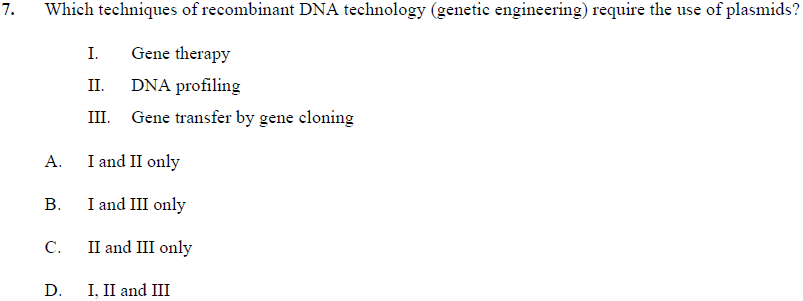 7. Which techniques of recombinant DNA technology (genetic engineering) require the use of plasmids?
I. Gene therapy
II. DNA profiling
III. Gene transfer by gene cloning
A. I and II only
B. I and III only
C. II and III only
D. I, II and III